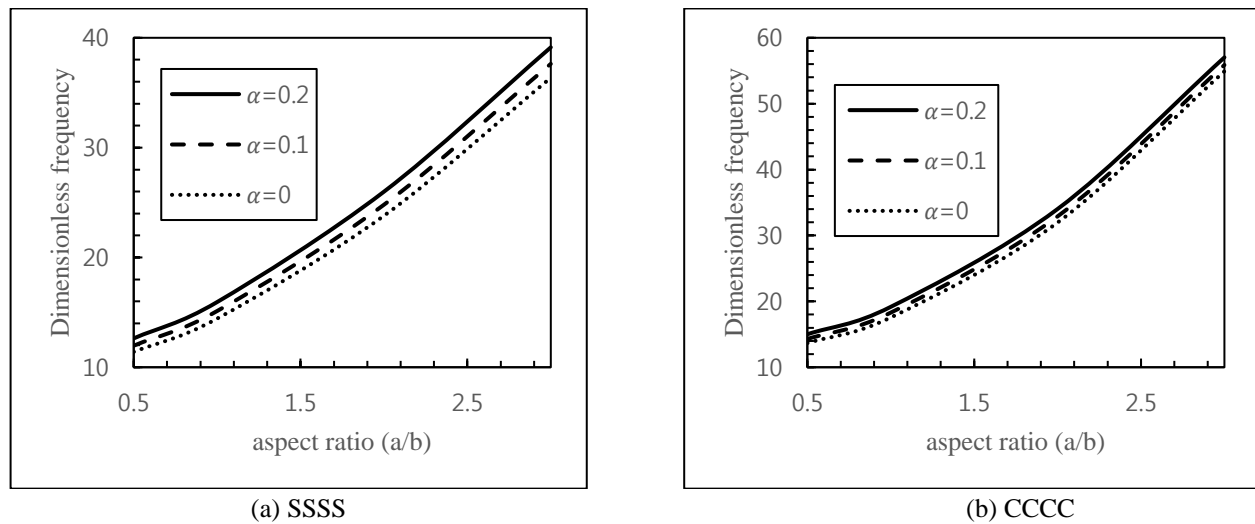 Dimensionless frequency
40
30
20
10
α=0.2
α=0.1
α=0
0.5
1.5
2.5
aspect ratio (a/b)
(a) SSSS
Dimensionless frequency
60
50
40
30
20
10
α=0.2
α=0.1
α=0
0.5
1.5
2.5
aspect ratio (a/b)
(b) CCCC